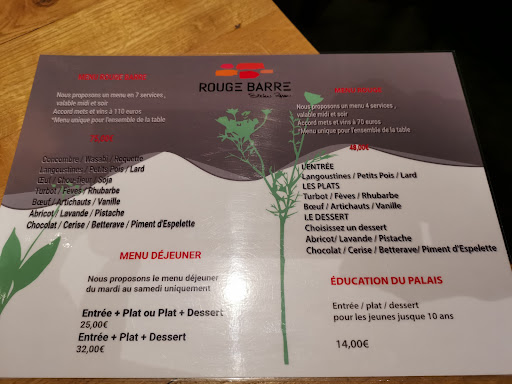 ROUGE BARRE
Nous proposons un menu en 7 services ,
valable midi et soir
Accord mets et vins à 110 euros
*Menu unique pour l'ensemble de la table
Concombre / Wasabi / Roquette
Langoustines / Petits Pois / Lard
Œuf / Chou-fleur / Soja
Turbot / Fèves / Rhubarbe
Bœuf / Artichauts / Vanille
Abricot / Lavande / Pistache
Chocolat / Cerise / Betterave / Piment d'Espelette
MENU DÉJEUNER
Nous proposons le menu déjeuner
du mardi au samedi uniquement
Entrée + Plat ou Plat + Dessert
25,00€
Entrée + Plat + Dessert
32,00€
MENU
Nous proposons un menu 4 services ,
valable midi et soir
Accord mets et vins à 70 euros
*Menu unique pour l'ensemble de la table
L'ENTRÉE
Langoustines / Petits Pois / Lard
LES PLATS
Turbot / Fèves / Rhubarbe
Bœuf / Artichauts / Vanille
LE DESSERT
Choisissez un dessert
Abricot / Lavande / Pistache
Chocolat / Cerise / Betterave / Piment d'Espelette
ÉDUCATION DU PALAIS
Entrée / plat / dessert
pour les jeunes jusque 10 ans
14,00€